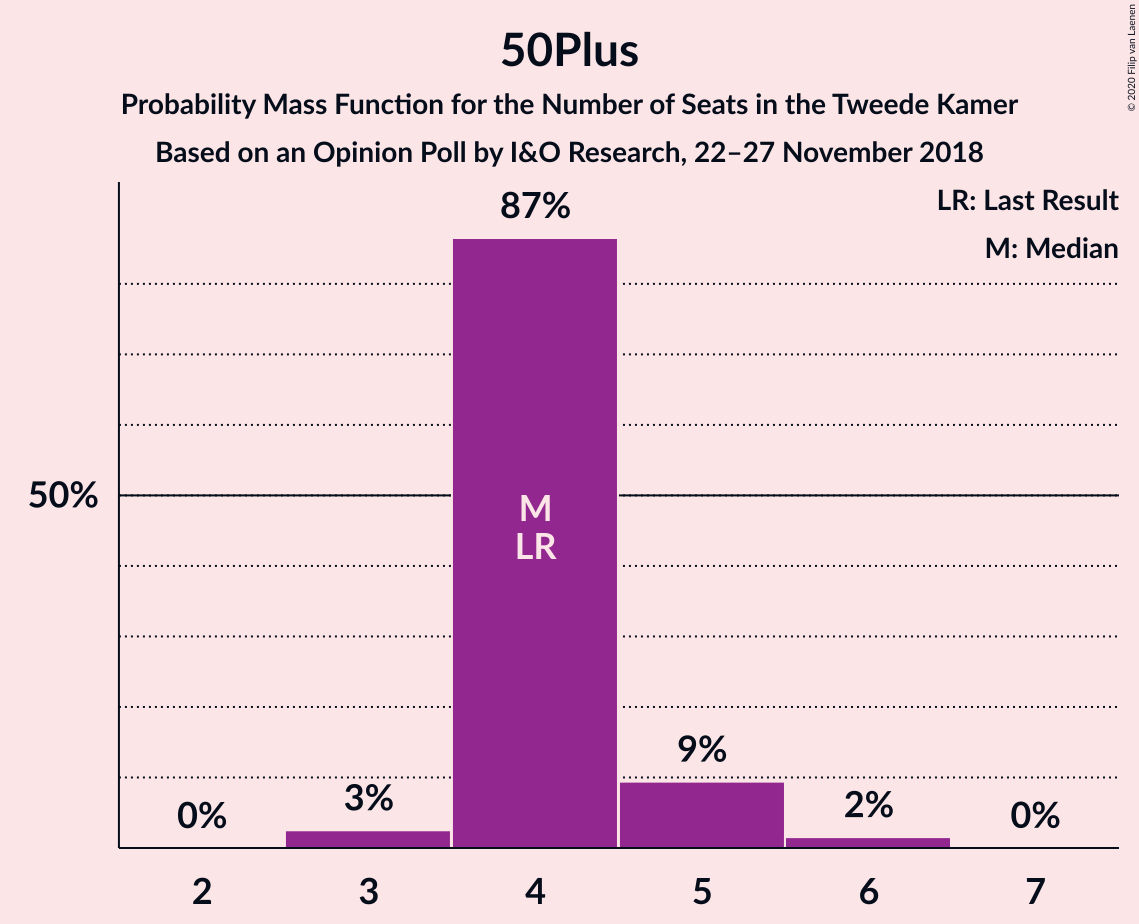 50Plus
Probability Mass Function for the Number of Seats in the Tweede Kamer
Based on an Opinion Poll by I&O Research, 22–27 November 2018
© 2020 Filip van Laenen
LR: Last Result
M: Median
87%
50%
M
LR
0%
3%
9%
2%
0%
2
3
4
5
6
7